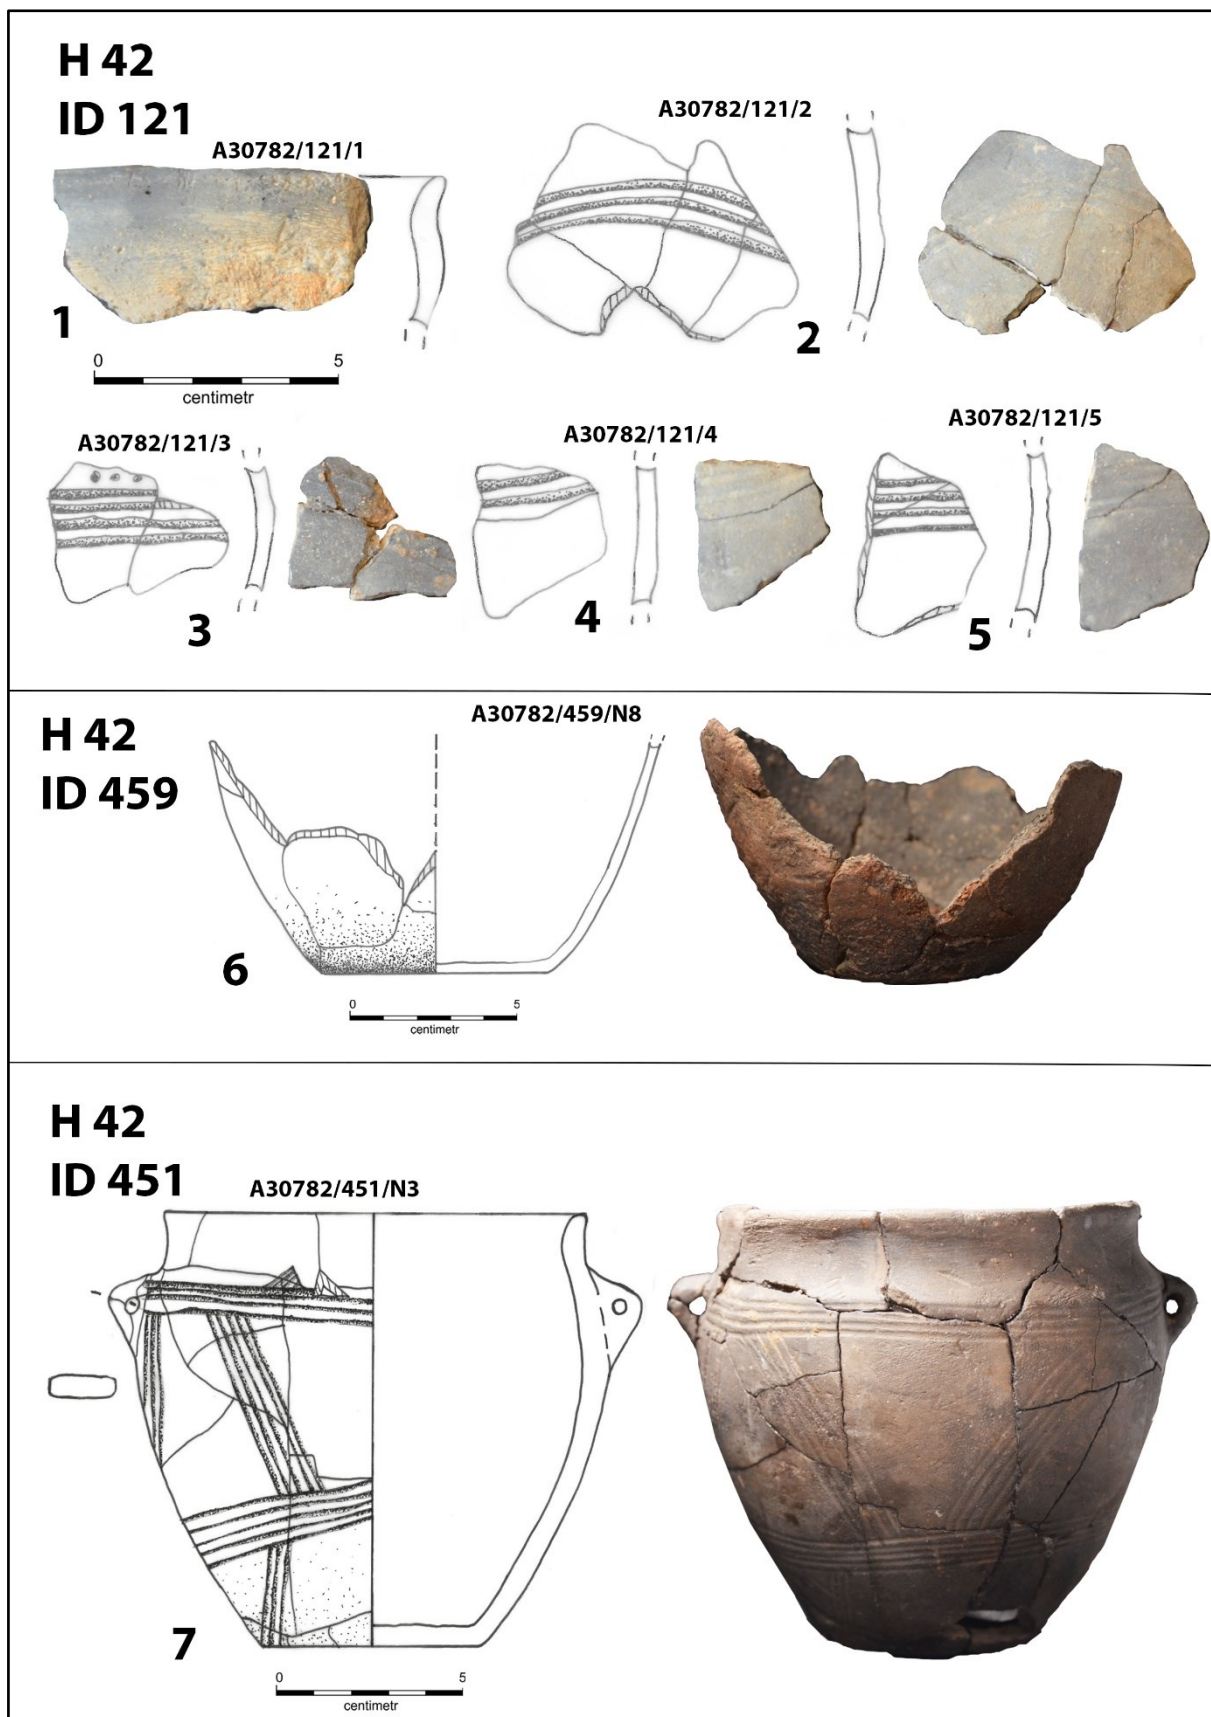 H 42
ID 121
A30782/121/1
A30782/121/2
1
2
0 5
centimetr
A30782/121/3
A30782/121/4
A30782/121/5
3
4
5
H 42
ID 459
A30782/459/N8
6
0 5
centimetr
H 42
ID 451
A30782/451/N3
7
0 5
centimetr